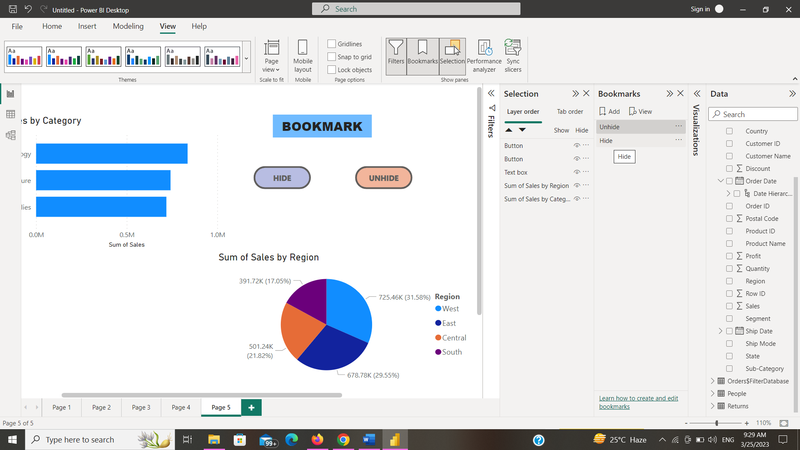 Untitled - Power BI Desktop
Search
Sign in
File
Home
Insert
Modeling
View
Help
Aa
Aa
Aa
Aa
Aa
Aa
Themes
Page
view
Scale to fit
Mobile
layout
Mobile
Gridlines
Snap to grid
Lock objects
Page options
Filters
Bookmarks
Selection
Performance
analyzer
Sync
slicers
Show panes
es by Category
ogy
ure
lies
0.0M
0.5M
1.0M
Sum of Sales
BOOKMARK
HIDE
UNHIDE
Sum of Sales by Region
391.72K (17.05%)
725.46K (31.58%)
501.24K
(21.82%)
678.78K (29.55%)
Region
West
East
Central
South
Filters
Selection
Layer order
Tab order
Show
Hide
Button
Button
Text box
Sum of Sales by Region
Sum of Sales by Categ...
Bookmarks
Add
View
Unhide
Hide
Hide
Learn how to create and edit
bookmarks
Visualizations
Data
Search
Country
Customer ID
Customer Name
Discount
Order Date
Date Hierarc...
Order ID
Postal Code
Product ID
Product Name
Profit
Quantity
Region
Row ID
Sales
Segment
Ship Date
Ship Mode
State
Sub-Category
Orders$FilterDatabase
People
Returns
Page 1
Page 2
Page 3
Page 4
Page 5
Page 5 of 5
110%
Type here to search
99+
25°C Haze
ENG
9:29 AM
3/25/2023